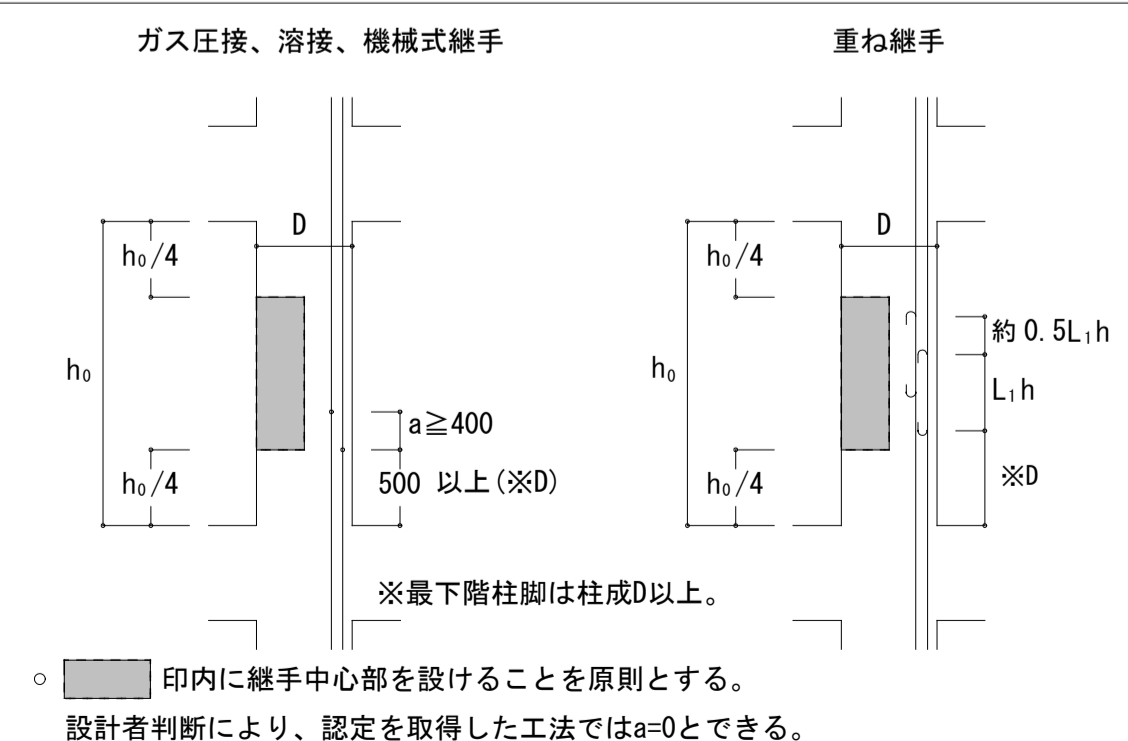 ガス圧接、溶接、機械式継手
重ね継手
D
h₀/4
h₀
a≧400
h₀/4
500 以上(※D)
D
h₀/4
約0.5L₁h
h₀
L₁h
h₀/4
※D
※最下階柱脚は柱成D以上。
印内に継手中心部を設けることを原則とする。
設計者判断により、認定を取得した工法ではa=0とできる。